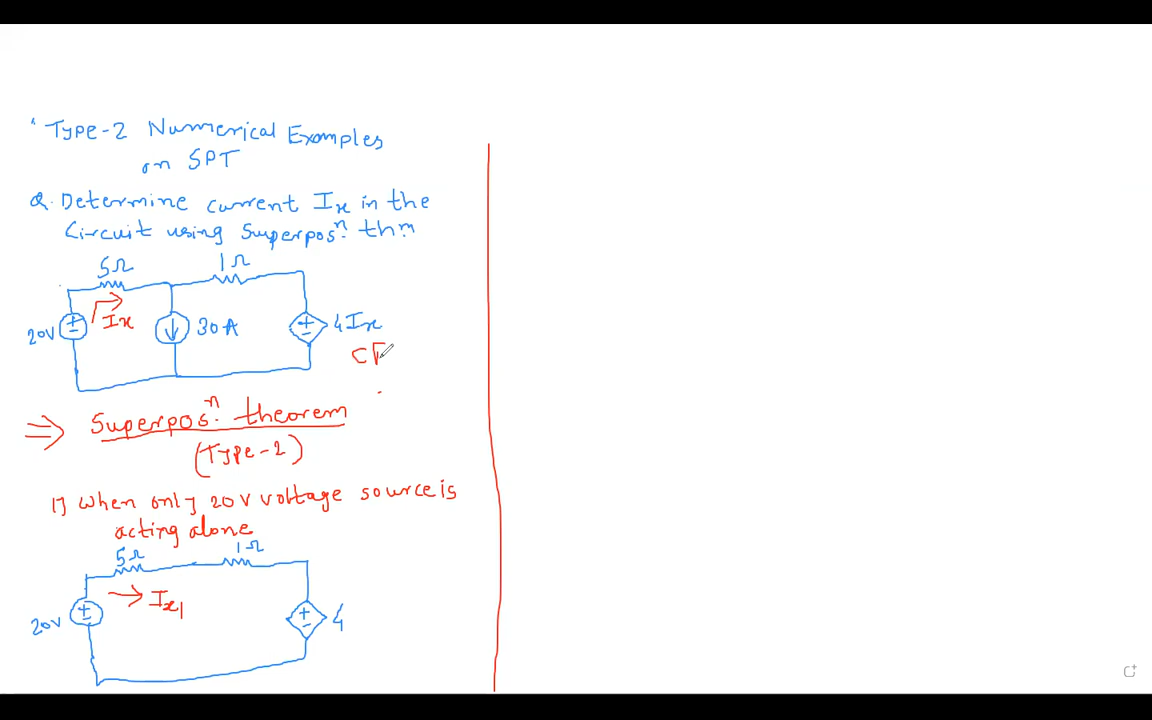 Type-2 Numerical Examples
on SPT
Q. Determine current Ix in the
Circuit using Superposⁿ. thm
5Ω
1Ω
20V
+
-
Ix
30A
+
-
4Ix
⇒ Superposⁿ. theorem
(Type-2)
1] When only 20V voltage source is
acting alone
5Ω
1Ω
20V
+
-
→ Ix1
+
-
4